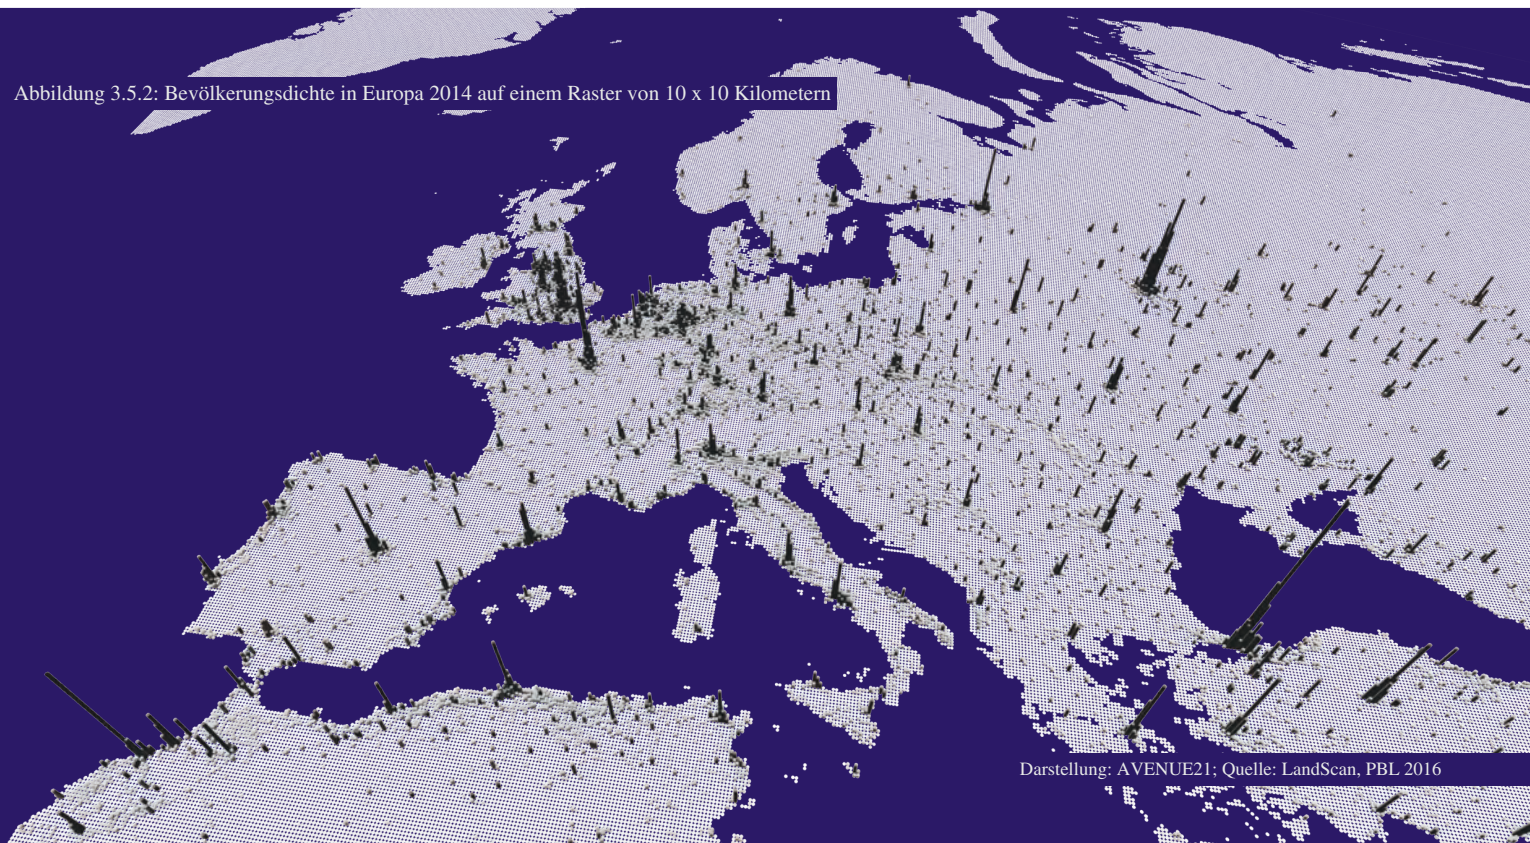 Abbildung 3.5.2: Bevölkerungsdichte in Europa 2014 auf einem Raster von 10 x 10 Kilometern
Darstellung: AVENUE21; Quelle: LandScan, PBL 2016